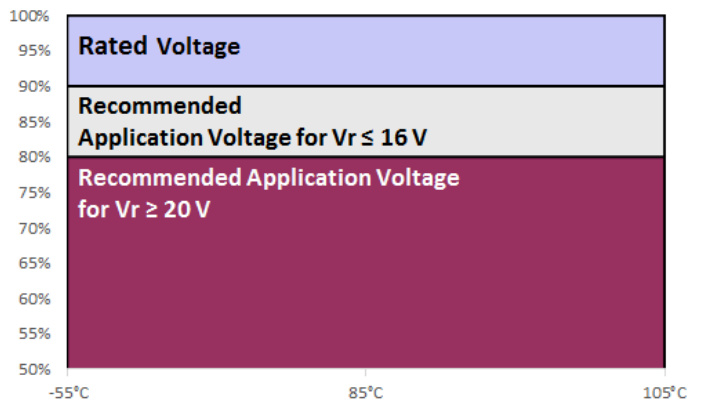 100%
95%
90%
85%
80%
75%
70%
65%
60%
55%
50%
Rated Voltage
Recommended
Application Voltage for Vr ≤ 16 V
Recommended Application Voltage
for Vr ≥ 20 V
-55°C
85°C
105°C